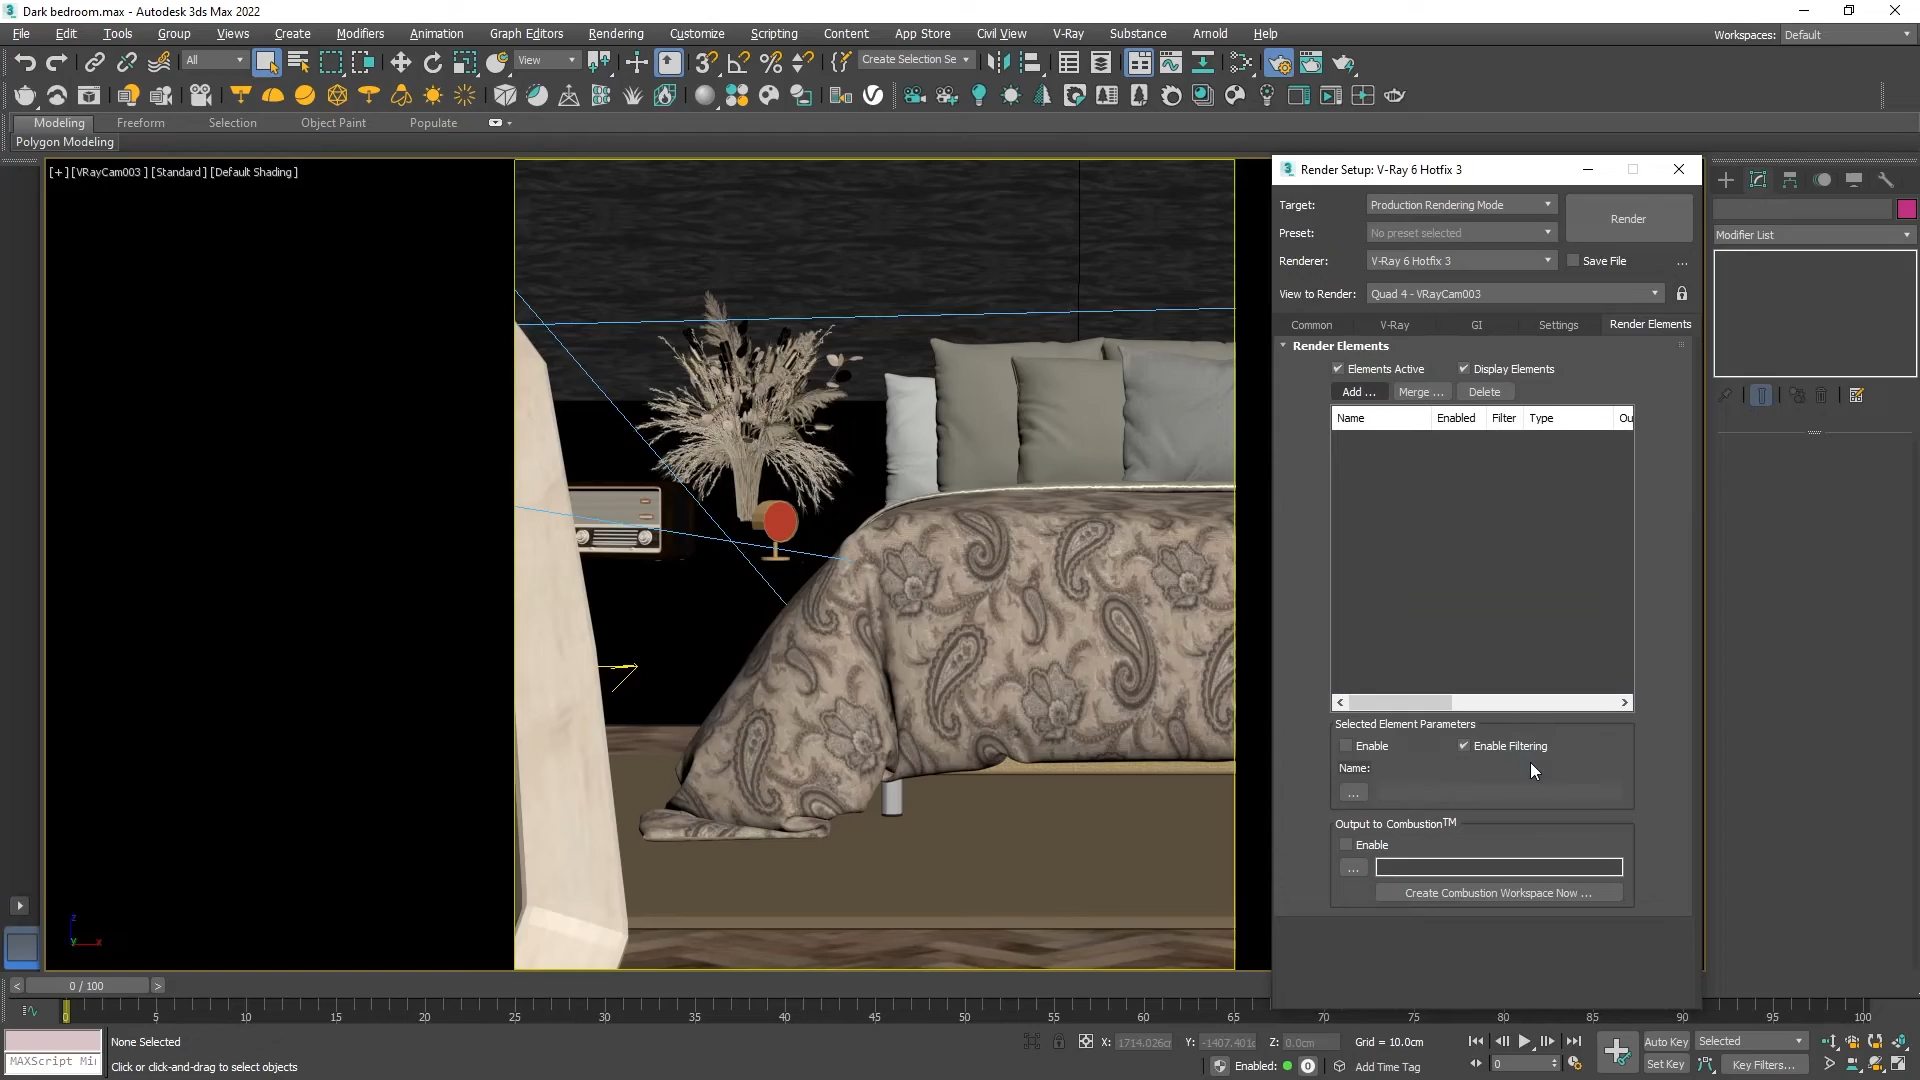 Dark bedroom.max - Autodesk 3ds Max 2022
File Edit Tools Group Views Create Modifiers Animation Graph Editors Rendering Customize Scripting Content App Store Civil View V-Ray Substance Arnold Help
Workspaces: Default
All View Create Selection Se
Modeling Freeform Selection Object Paint Populate
Polygon Modeling
[+] [VRayCam003 ] [Standard ] [Default Shading ]
Render Setup: V-Ray 6 Hotfix 3
Target: Production Rendering Mode
Render
Preset: No preset selected
Renderer: V-Ray 6 Hotfix 3 Save File ...
View to Render: Quad 4 - VRayCam003
Common V-Ray GI Settings Render Elements
Render Elements
Elements Active Display Elements
Add ... Merge ... Delete
Name Enabled Filter Type Ou
Selected Element Parameters
Enable Enable Filtering
Name:
...
Output to Combustion™
Enable
...
Create Combustion Workspace Now ...
Modifier List
z
y x
< 0 / 100 >
0 5 10 15 20 25 30 35 40 45 50 55 60 65 70 75 80 85 90 95 100
None Selected
X: 1714.026cr Y: -1407.401c Z: 0.0cm Grid = 10.0cm
Auto Key Selected
MAXScript Mi
Click or click-and-drag to select objects
Enabled: 0 Add Time Tag
0
Set Key Key Filters...